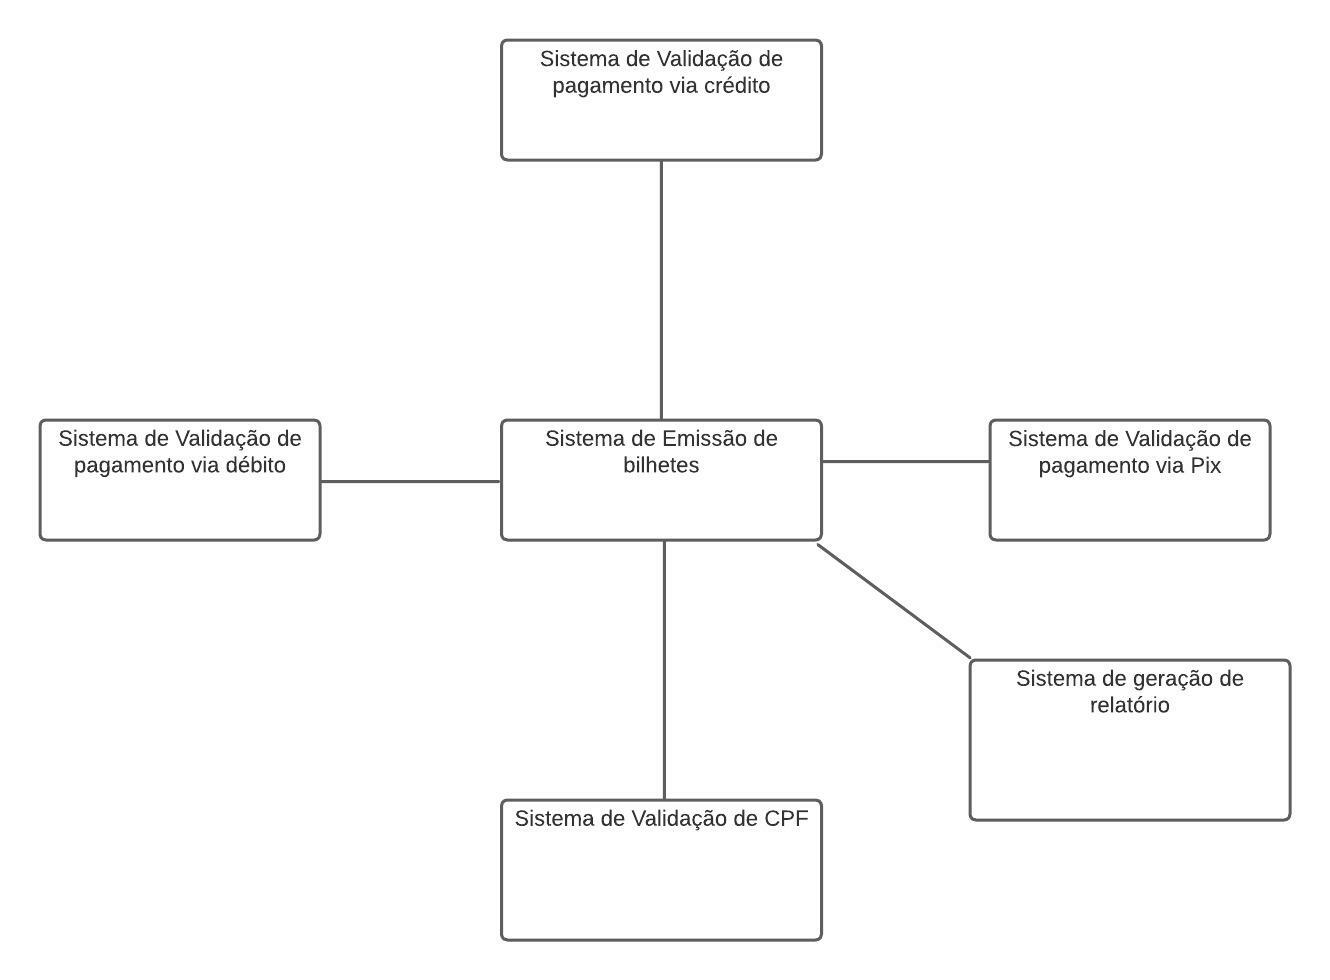 Sistema de Validação de
pagamento via crédito
Sistema de Validação de
pagamento via débito
Sistema de Emissão de
bilhetes
Sistema de Validação de
pagamento via Pix
Sistema de geração de
relatório
Sistema de Validação de CPF